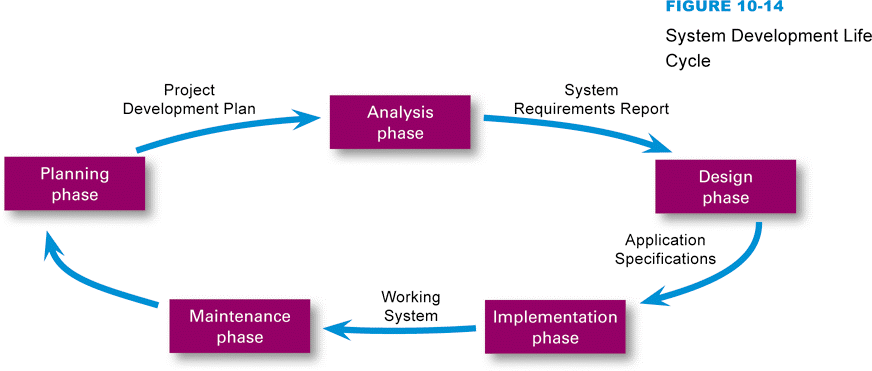 FIGURE 10-14
System Development Life
Cycle
Project
Development Plan
Analysis
phase
System
Requirements Report
Planning
phase
Design
phase
Application
Specifications
Maintenance
phase
Working
System
Implementation
phase